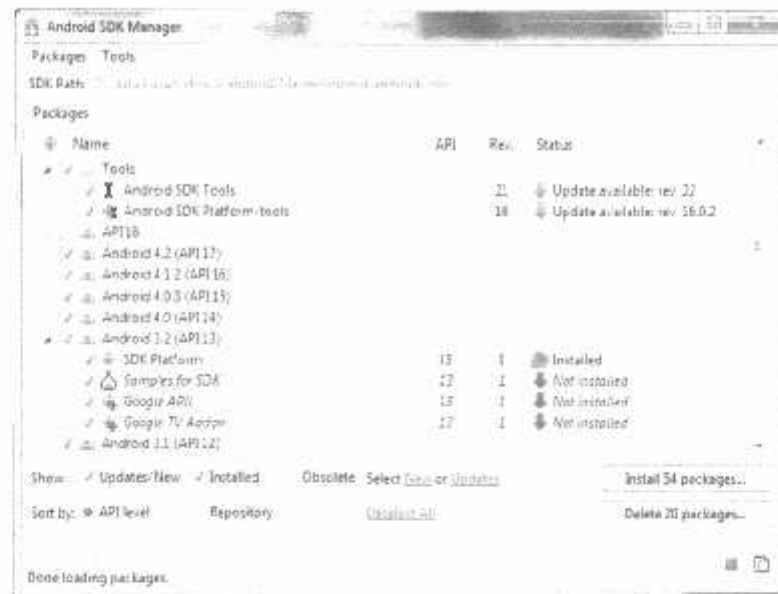 Android SDK Manager
Packages Tools
SDK Path:
Packages
Name API Rev. Status
Tools
Android SDK Tools 21 Update available: rev. 22
Android SDK Platform-tools 16 Update available: rev. 16.0.2
API 18
Android 4.2 (API 17)
Android 4.1.2 (API 16)
Android 4.0.3 (API 15)
Android 4.0 (API 14)
Android 3.2 (API 13)
SDK Platform 13 1 Installed
Samples for SDK 13 1 Not installed
Google APIs 13 1 Not installed
Google TV Addon 13 1 Not installed
Android 3.1 (API 12)
Show: Updates/New Installed Obsolete Select New or Updates Install 54 packages...
Sort by: API level Repository Deselect All Delete 20 packages...
Done loading packages.